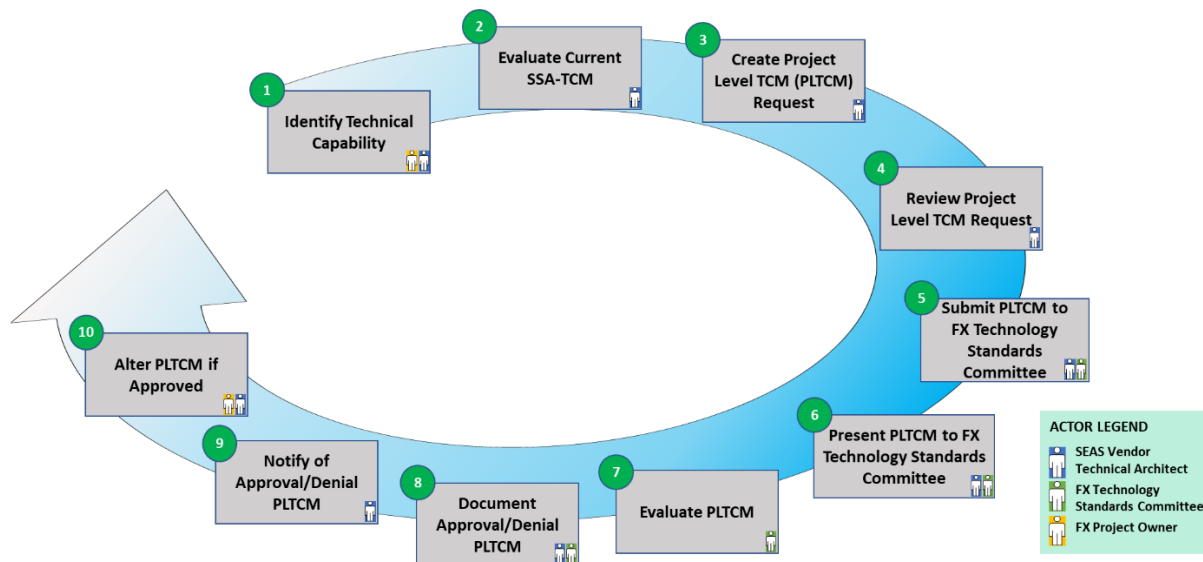 1
Identify Technical
Capability
2
Evaluate Current
SSA-TCM
3
Create Project
Level TCM (PLTCM)
Request
4
Review Project
Level TCM Request
5
Submit PLTCM to
FX Technology
Standards
Committee
6
Present PLTCM to FX
Technology Standards
Committee
7
Evaluate PLTCM
8
Document
Approval/Denial
PLTCM
9
Notify of
Approval/Denial
PLTCM
10
Alter PLTCM if
Approved
ACTOR LEGEND
SEAS Vendor
Technical Architect
FX Technology
Standards Committee
FX Project Owner